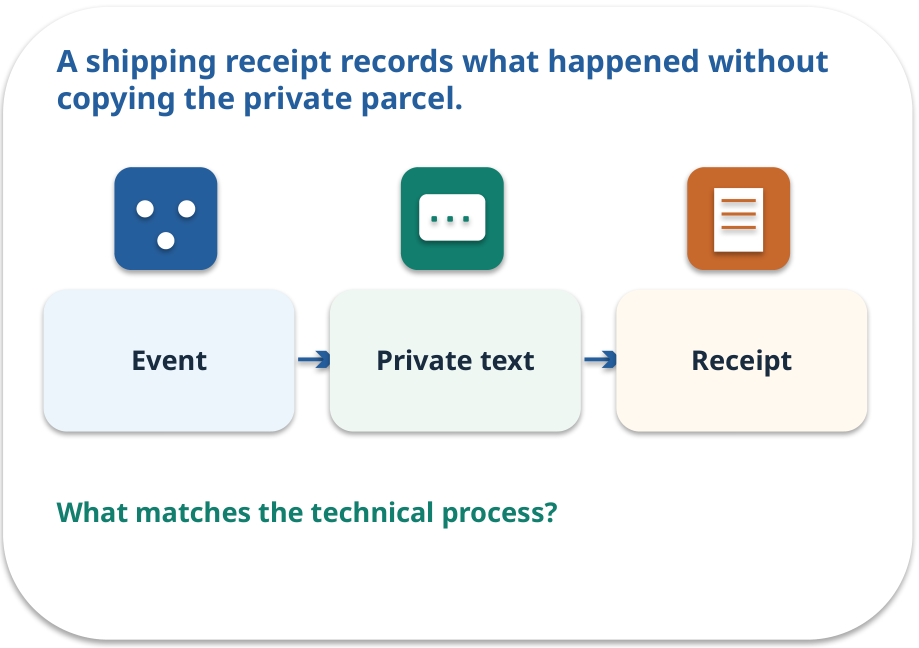 A shipping receipt records what happened without
copying the private parcel.
Event
Private text
Receipt
What matches the technical process?